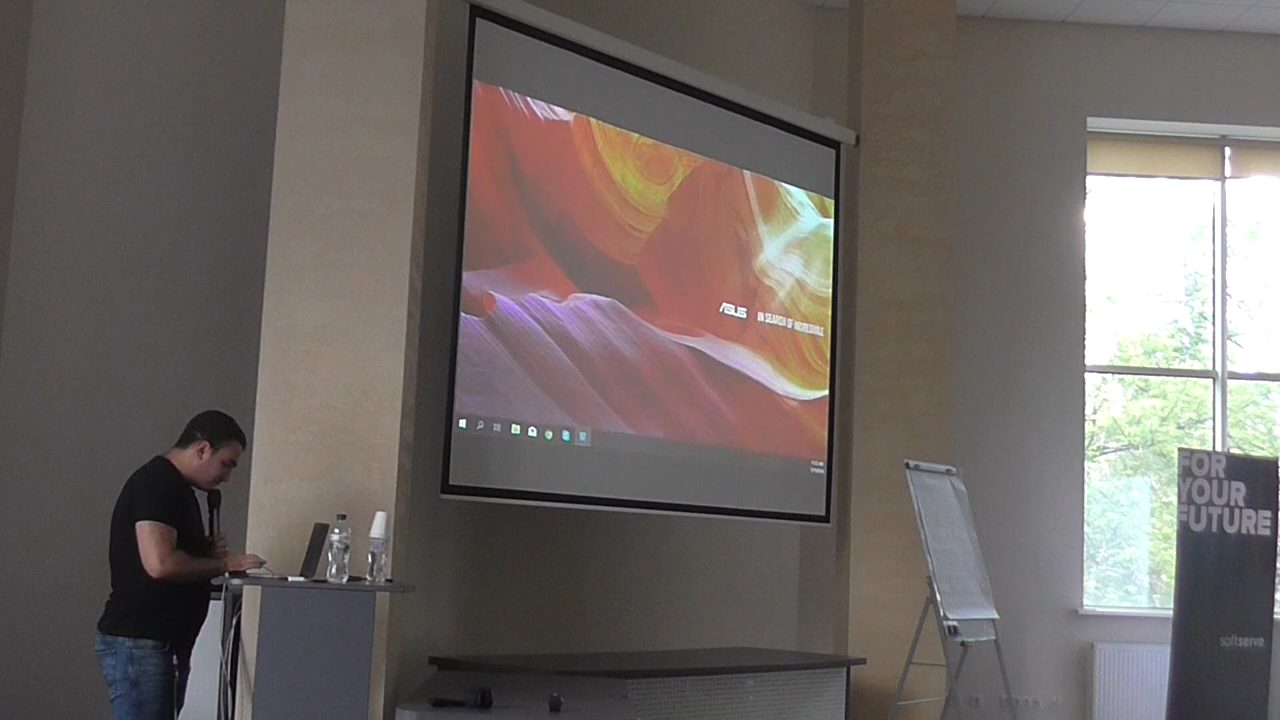 ASUS IN SEARCH OF INCREDIBLE
FOR
YOUR
FUTURE
softserve